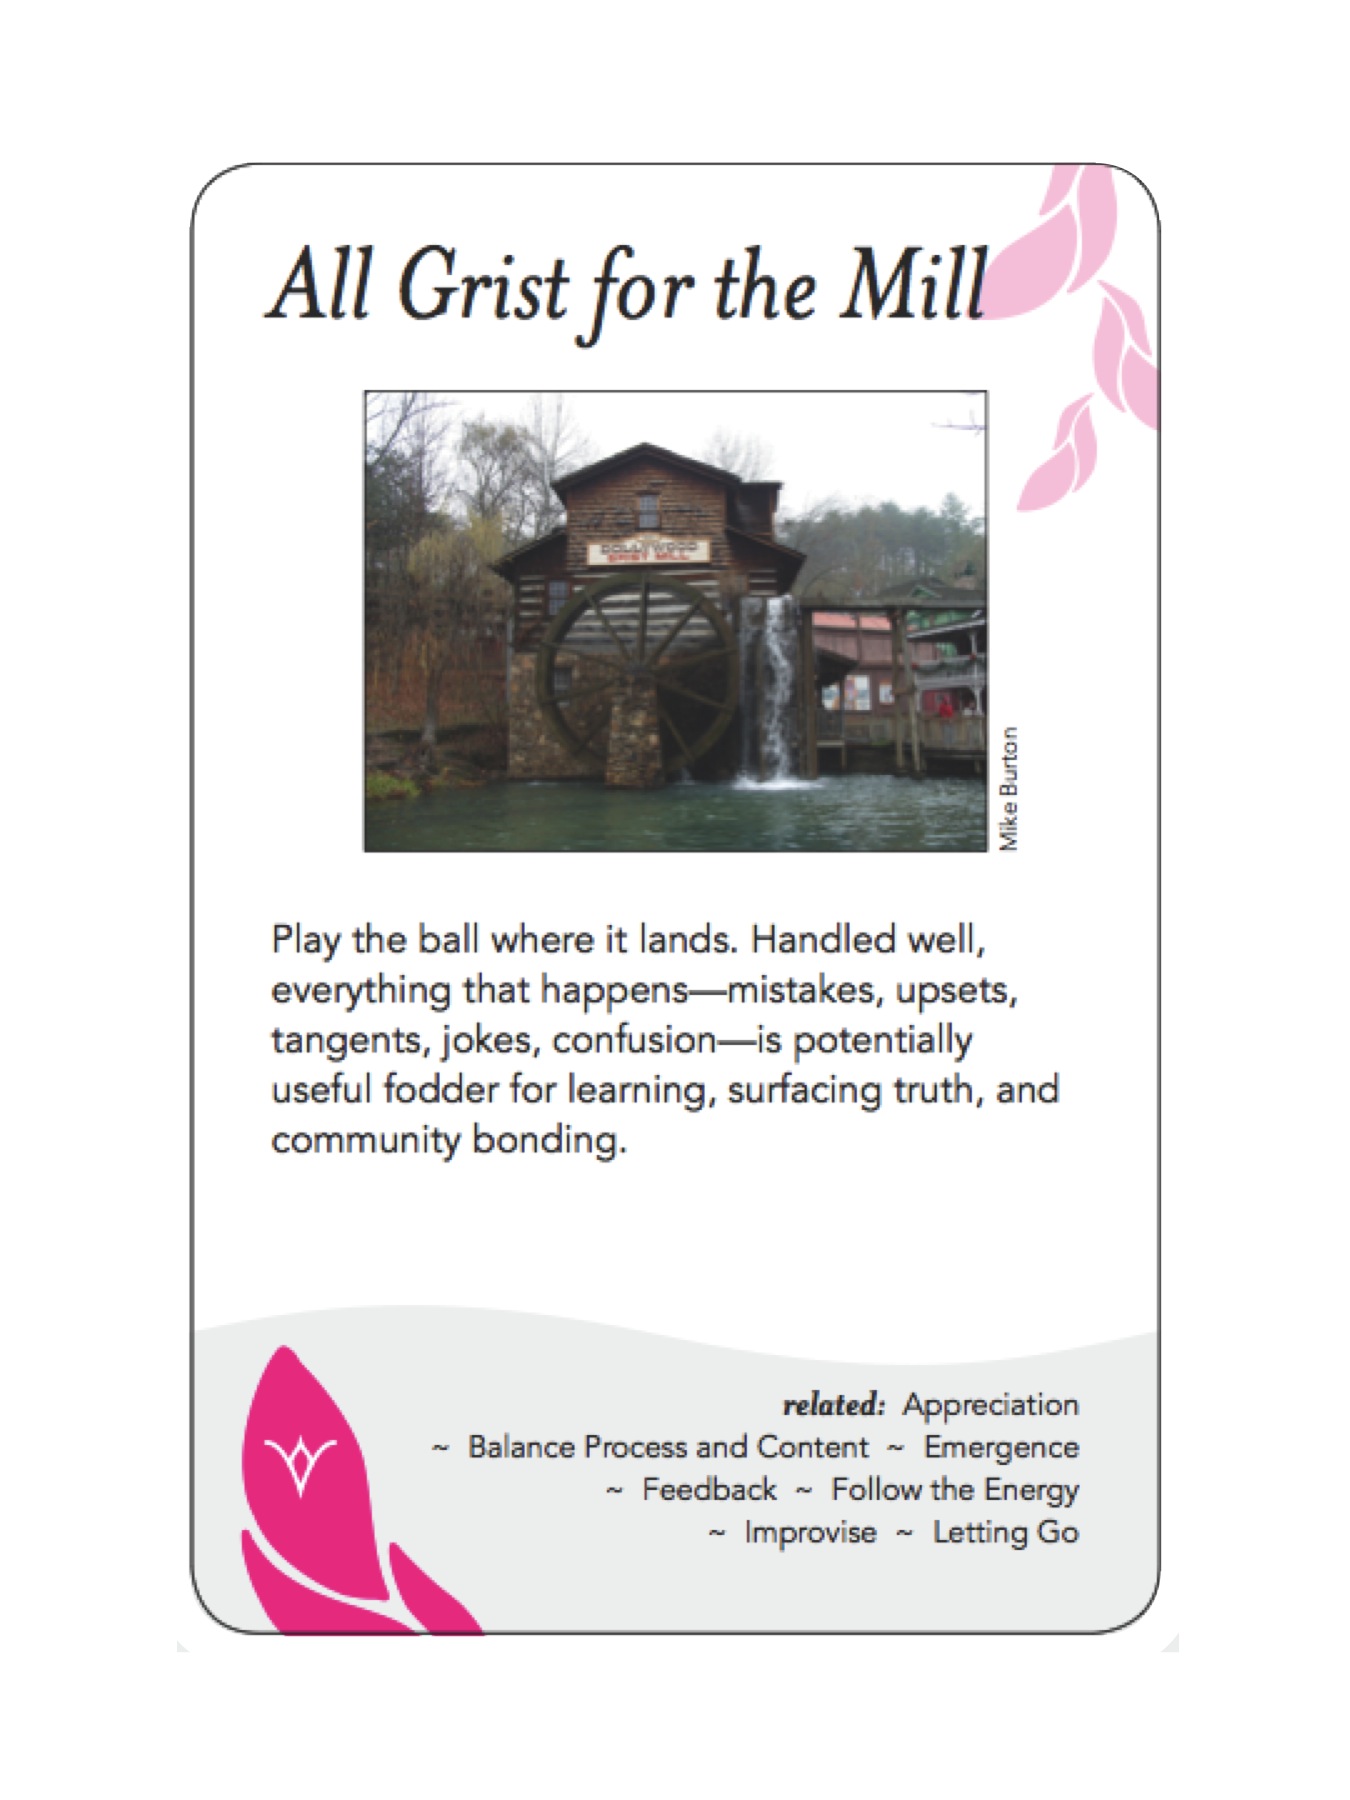 All Grist for the Mill
DOLLYWOOD
GRIST MILL
Mike Burton
Play the ball where it lands. Handled well,
everything that happens—mistakes, upsets,
tangents, jokes, confusion—is potentially
useful fodder for learning, surfacing truth, and
community bonding.
related: Appreciation
~ Balance Process and Content ~ Emergence
~ Feedback ~ Follow the Energy
~ Improvise ~ Letting Go